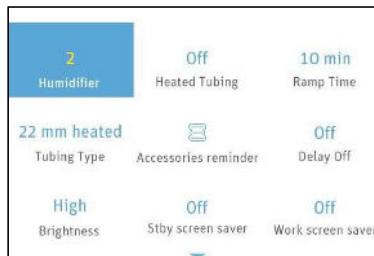 2 Off 10 min
Humidifier Heated Tubing Ramp Time
22 mm heated Off
Tubing Type Accessories reminder Delay Off
High Off Off
Brightness Stby screen saver Work screen saver